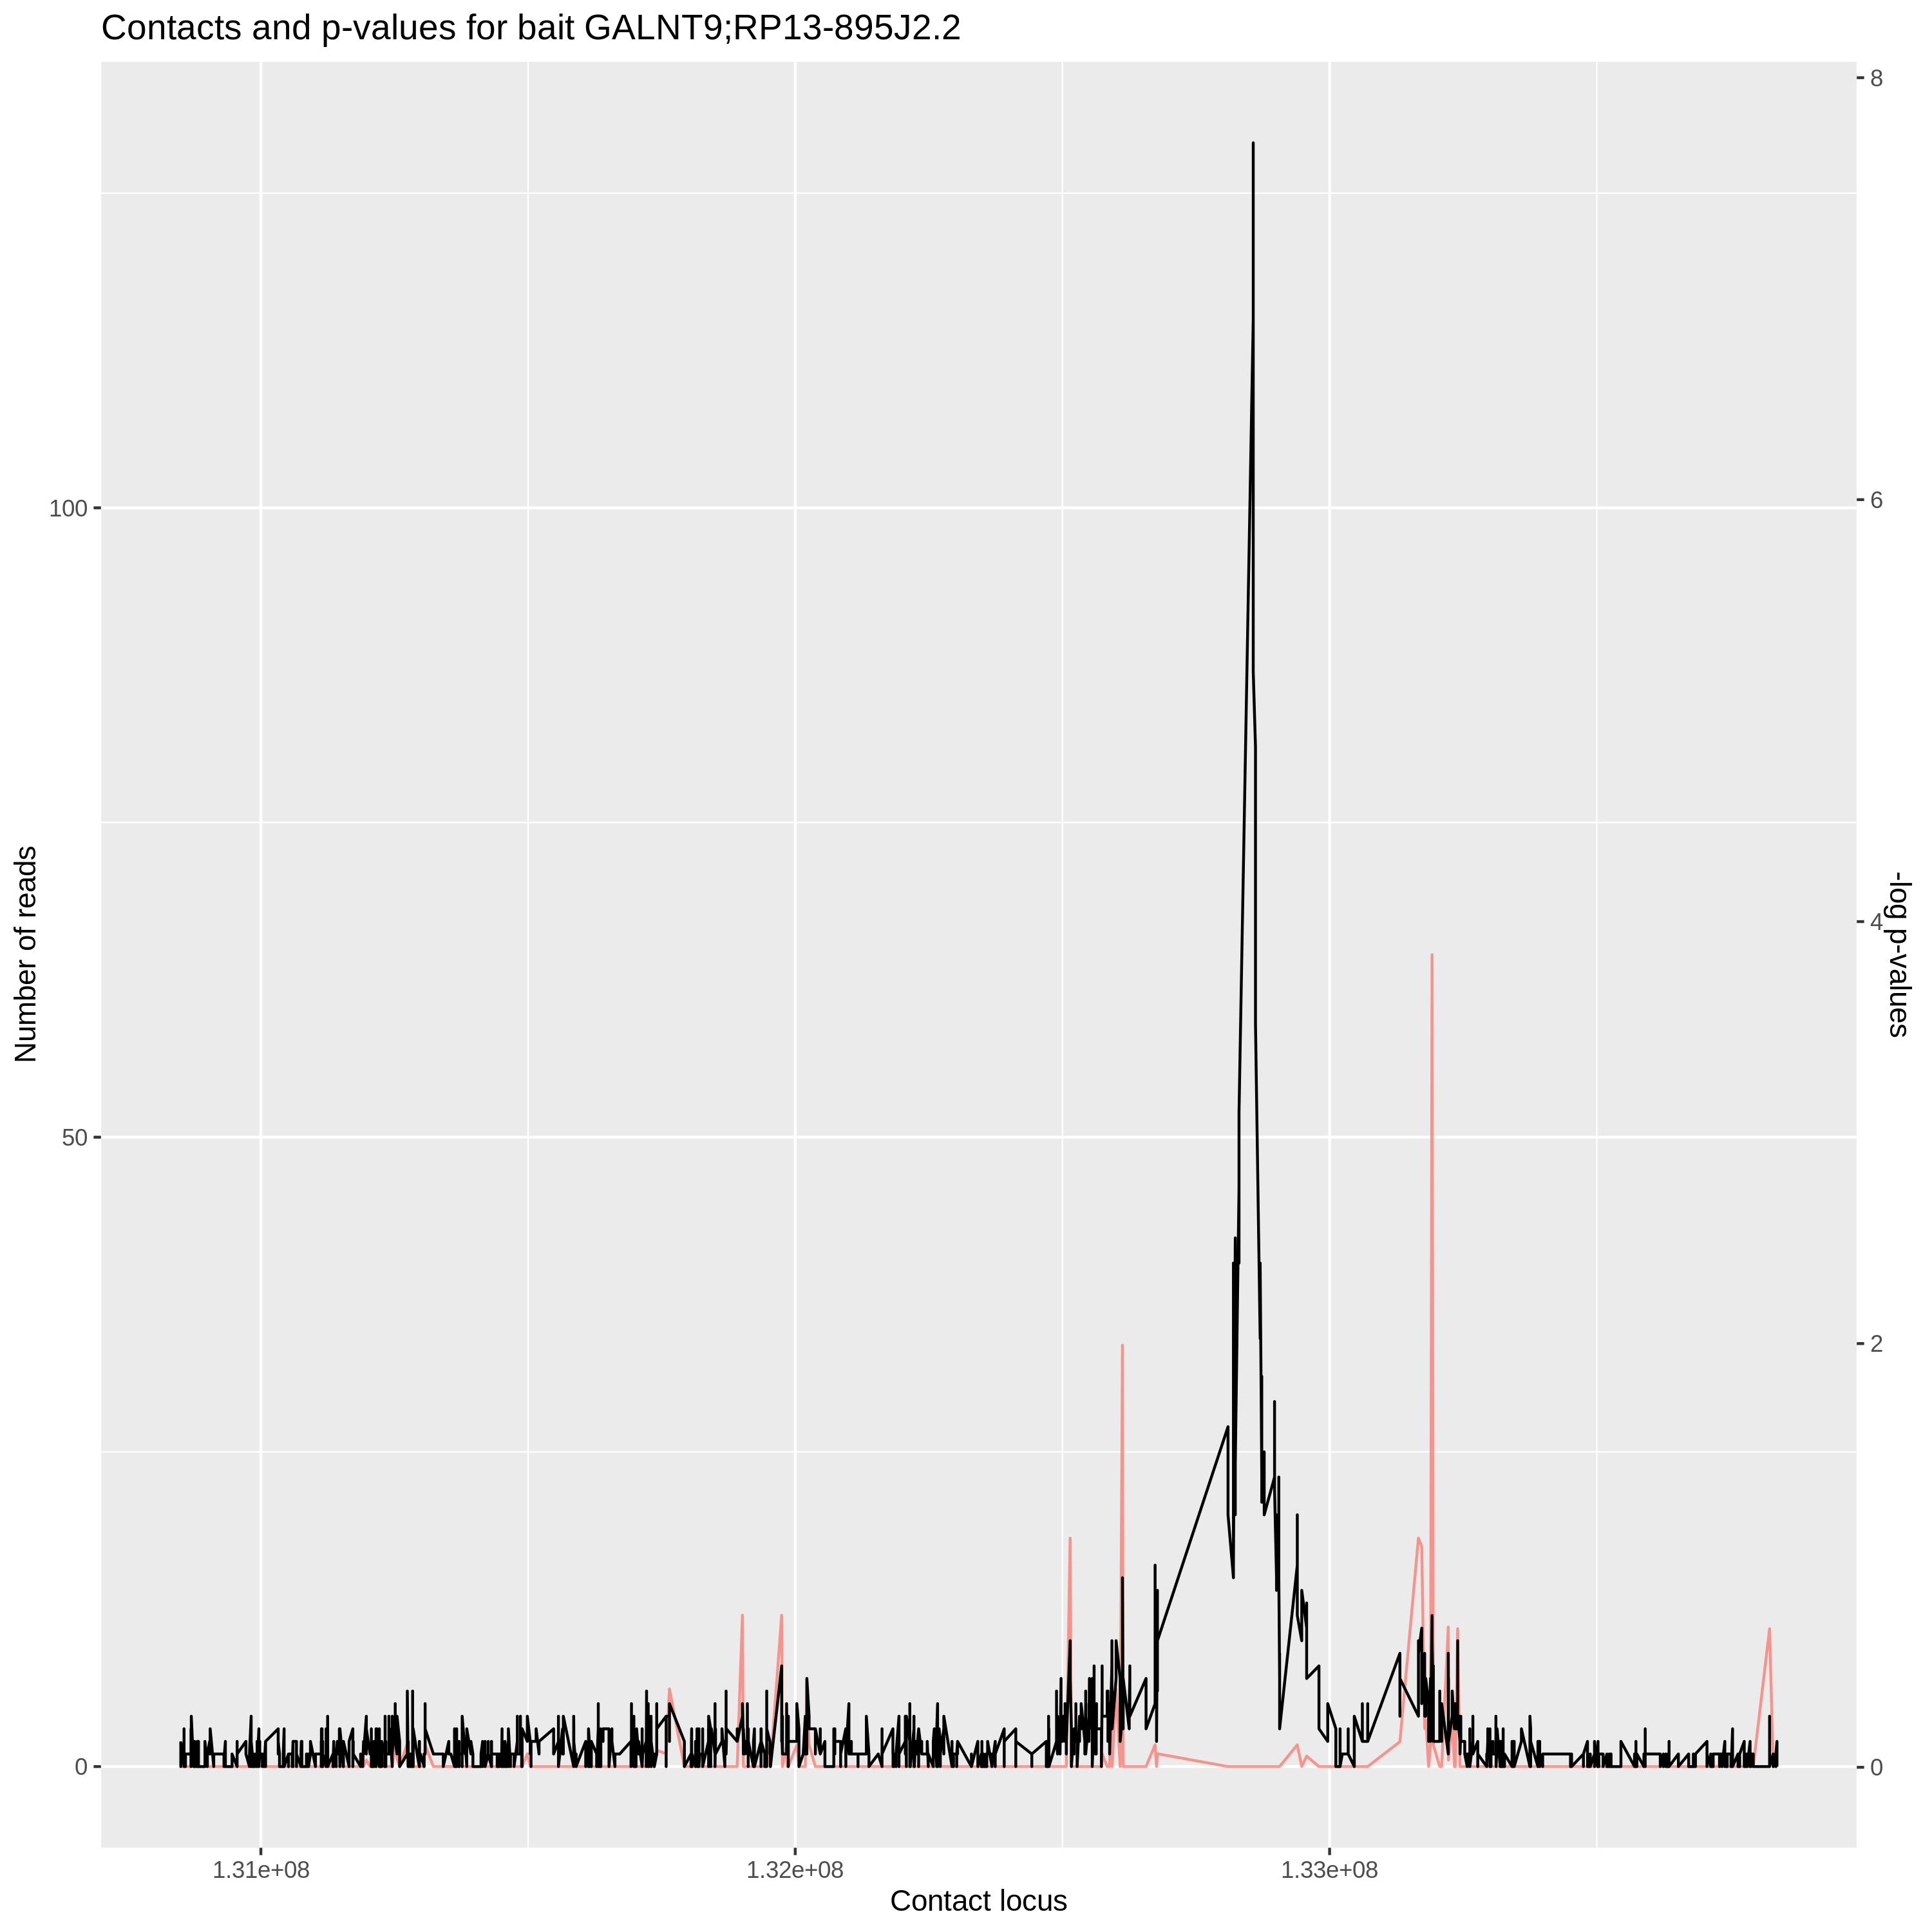 Contacts and p-values for bait GALNT9;RP13-895J2.2
Number of reads
100
50
0
8
6
4
2
0
-log p-values
1.31e+08
1.32e+08
1.33e+08
Contact locus